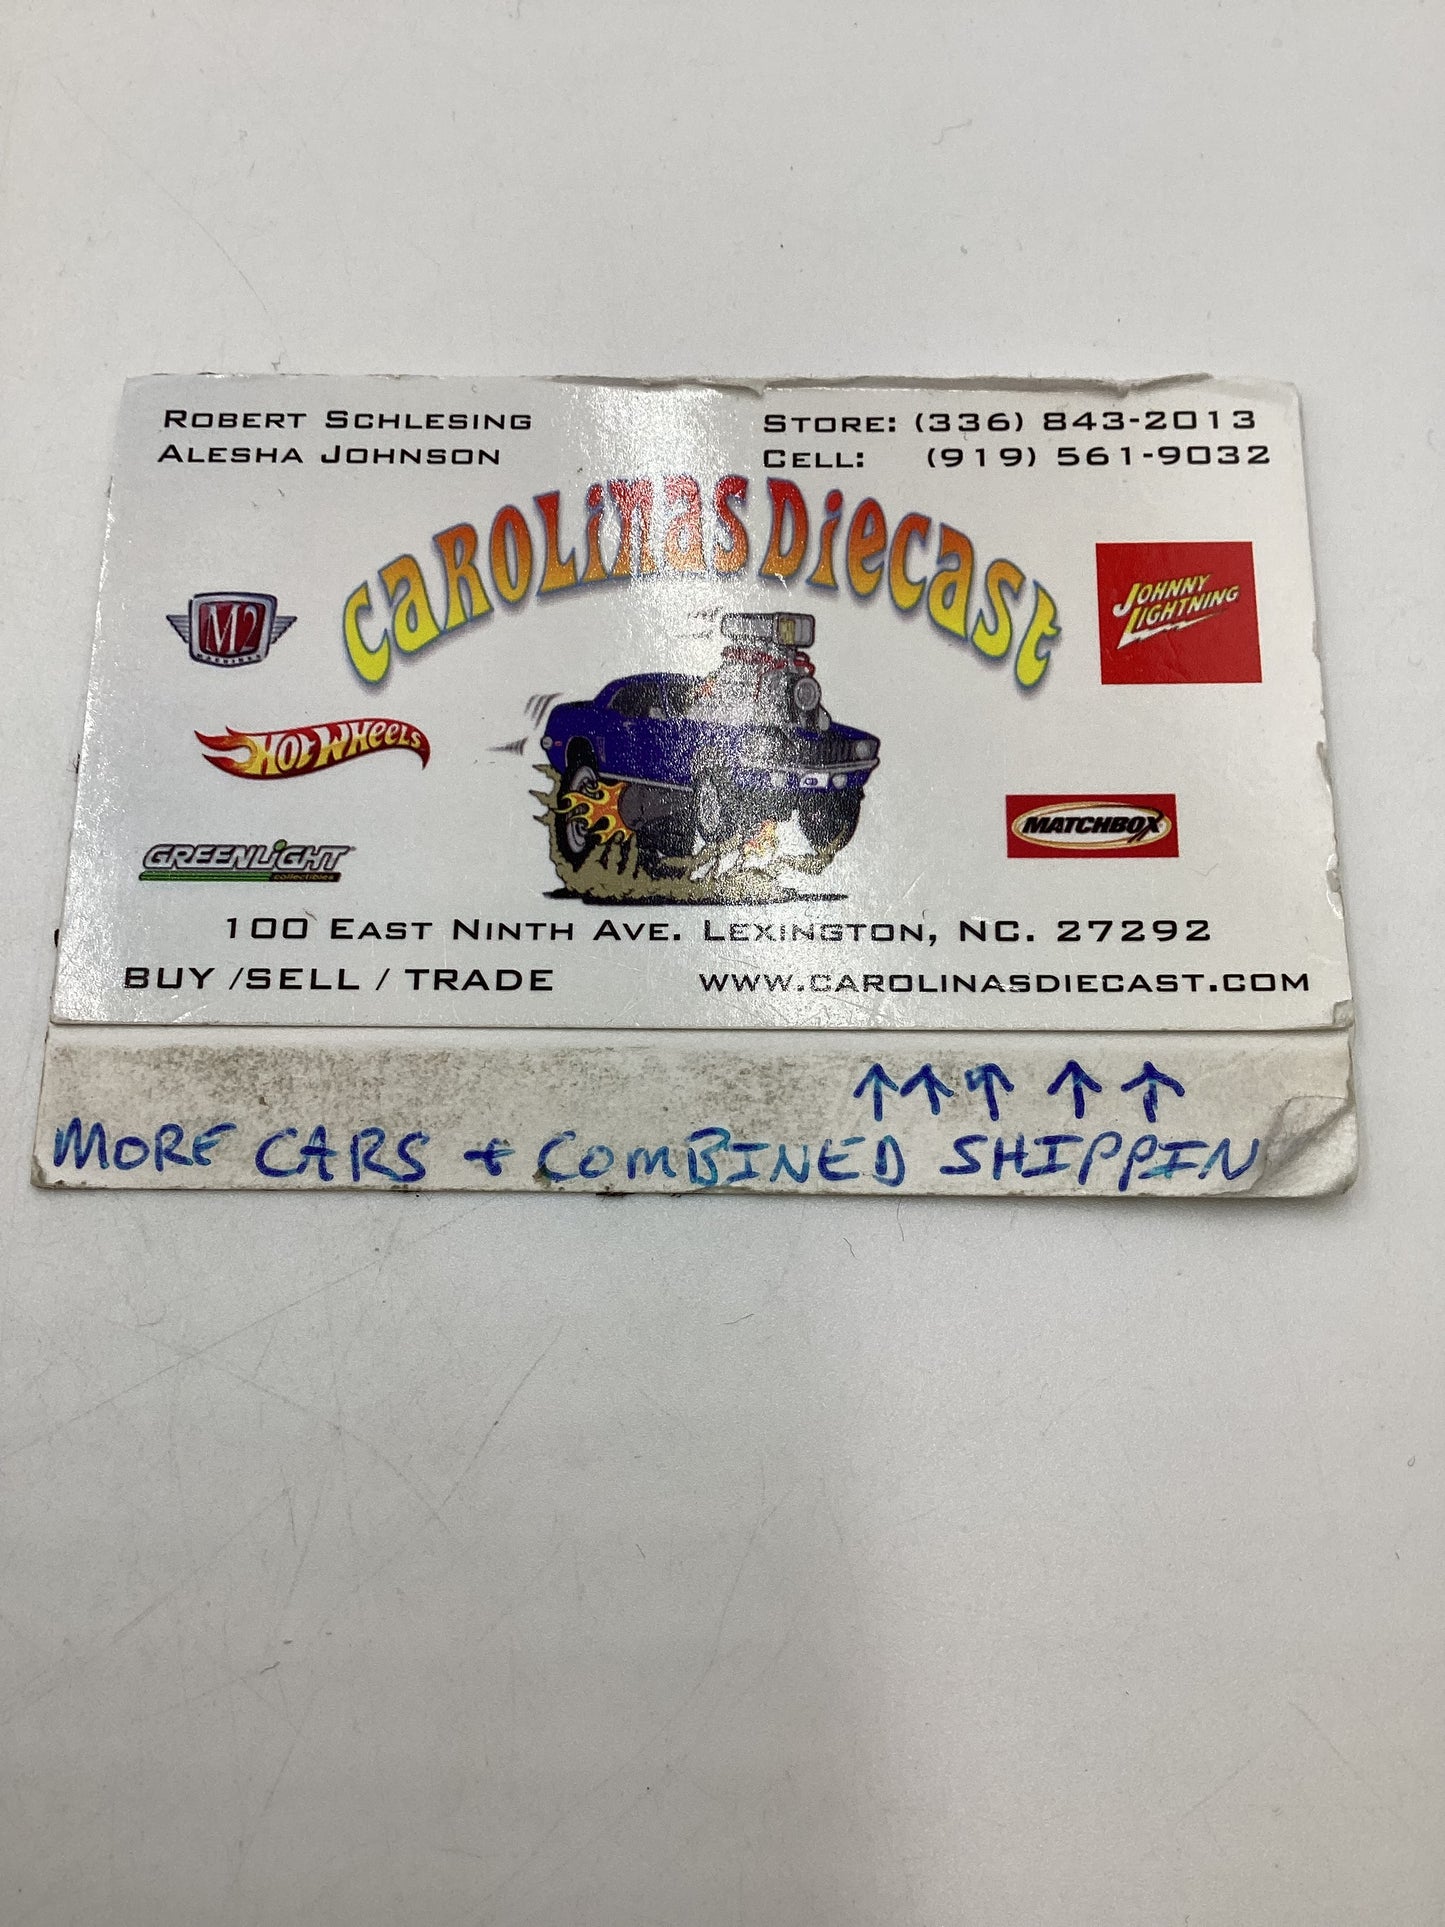 ROBERT SCHLESING
ALESHA JOHNSON
STORE: (336) 843-2013
CELL: (919) 561-9032
CAROLINAS DIECAST
M2
MACHINES
JOHNNY
LIGHTNING
HOT WHEELS
MATCHBOX
GREENLIGHT
collectibles
100 EAST NINTH AVE. LEXINGTON, NC. 27292
BUY /SELL / TRADE
WWW.CAROLINASDIECAST.COM
MORE CARS + COMBINED SHIPPIN